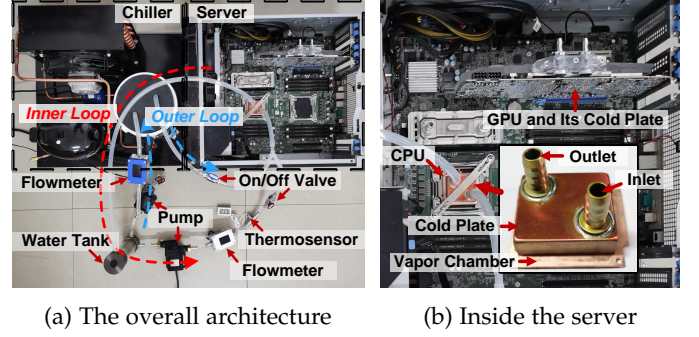 Chiller
Server
Inner Loop
Outer Loop
Flowmeter
On/Off Valve
Pump
Water Tank
Thermosensor
Flowmeter
GPU and Its Cold Plate
CPU
Outlet
Inlet
Cold Plate
Vapor Chamber
(a) The overall architecture
(b) Inside the server